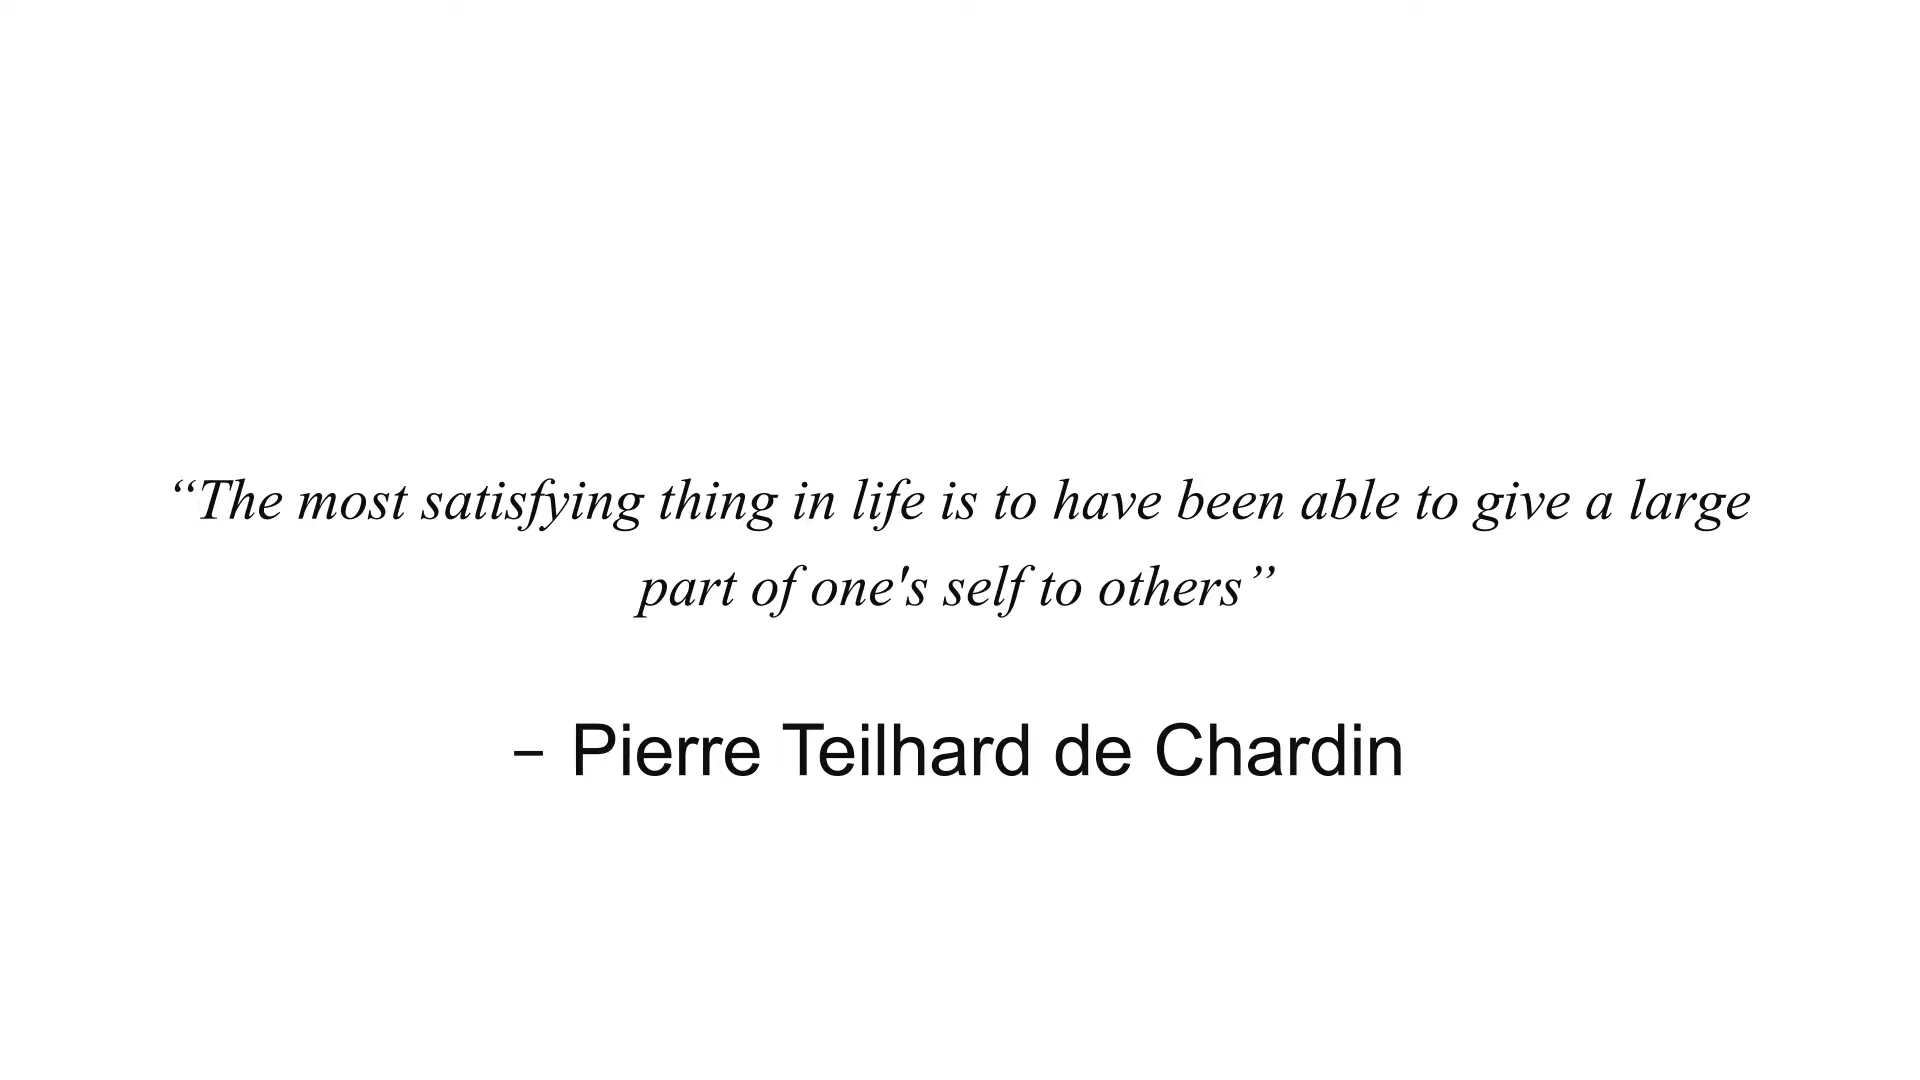 “The most satisfying thing in life is to have been able to give a large
part of one's self to others”
– Pierre Teilhard de Chardin